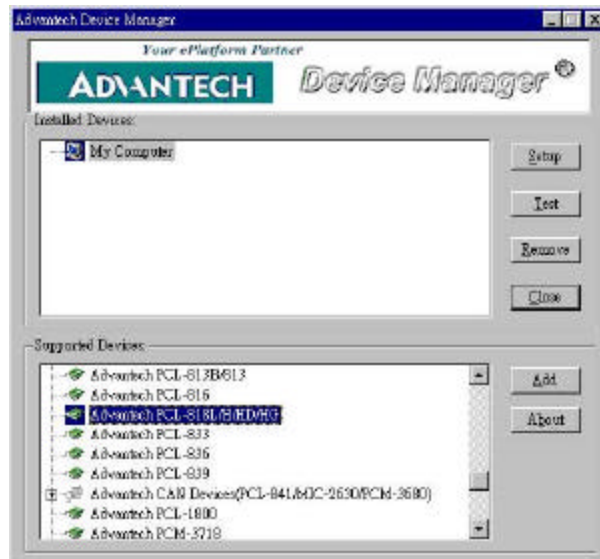 Advantech Device Manager
Your ePlatform Partner
ADVANTECH Device Manager ®
Installed Devices:
My Computer
Setup
Test
Remove
Close
Supported Devices:
Advantech PCL-813B/813
Advantech PCL-816
Advantech PCL-818L/H/HD/HG
Advantech PCL-833
Advantech PCL-836
Advantech PCL-839
Advantech CAN Devices(PCL-841/MIC-2630/PCM-3680)
Advantech PCL-1800
Advantech PCM-3718
Add
About